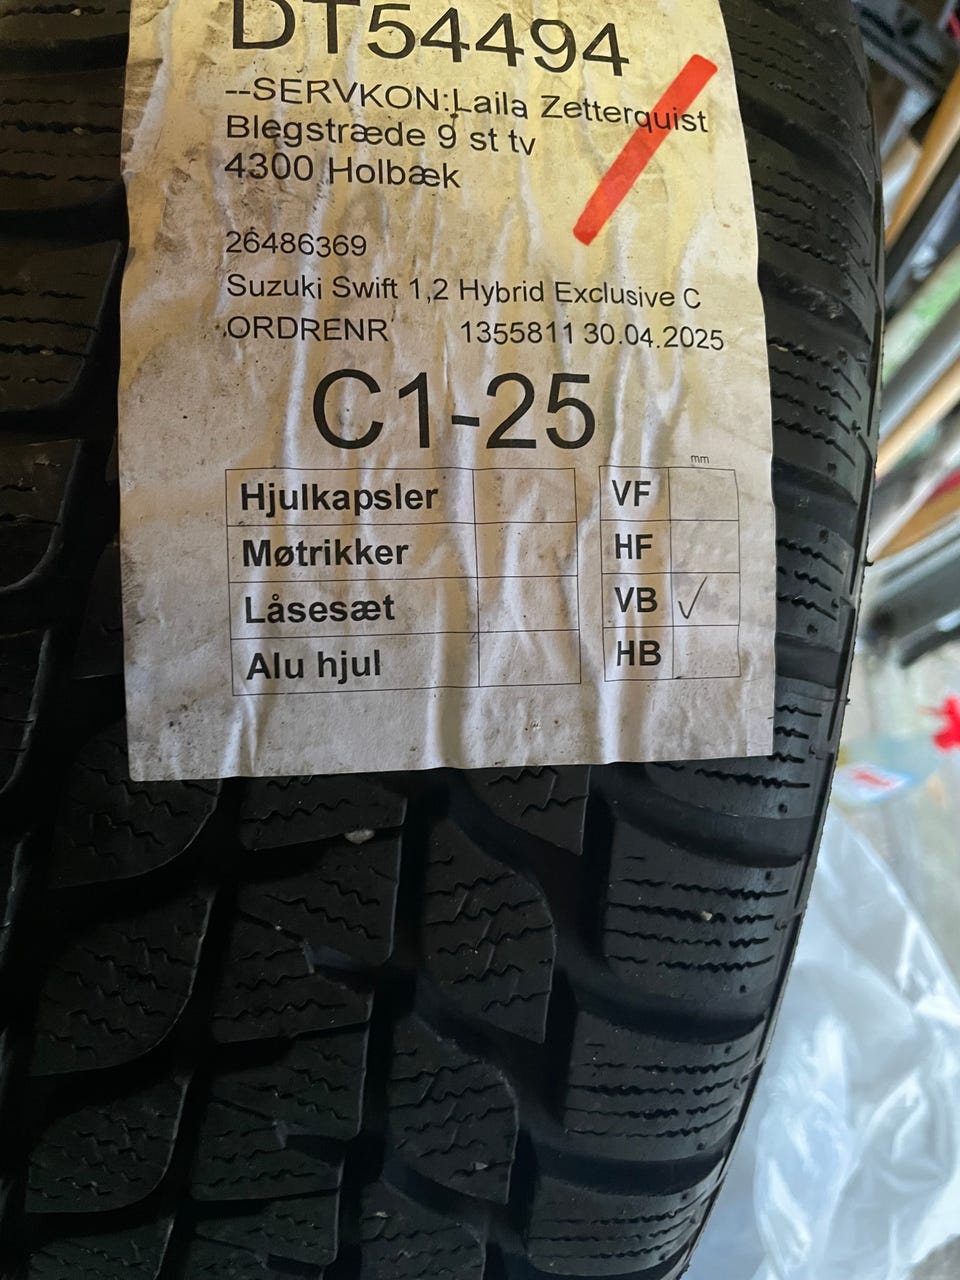 DT54494
--SERVKON:Laila Zetterquist
Blegstræde 9 st tv
4300 Holbæk
26486369
Suzuki Swift 1,2 Hybrid Exclusive C
ORDRENR 1355811 30.04.2025
C1-25
mm
Hjulkapsler VF
Møtrikker HF
Låsesæt VB ✓
Alu hjul HB